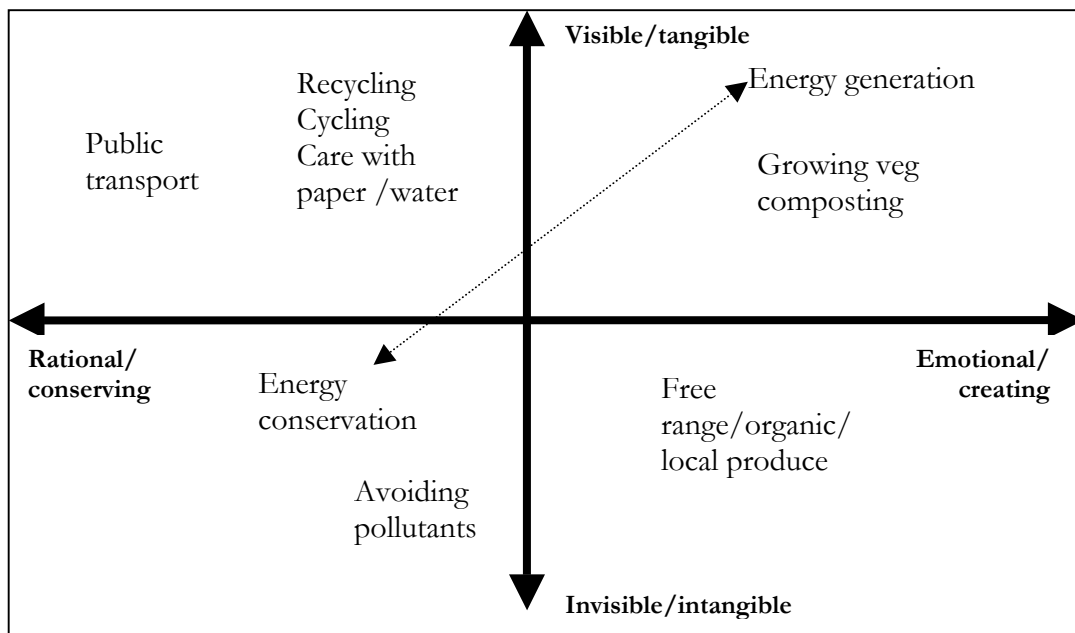 Visible/tangible
Energy generation
Recycling
Cycling
Care with
paper /water
Public
transport
Growing veg
composting
Rational/
conserving
Emotional/
creating
Energy
conservation
Free
range/organic/
local produce
Avoiding
pollutants
Invisible/intangible